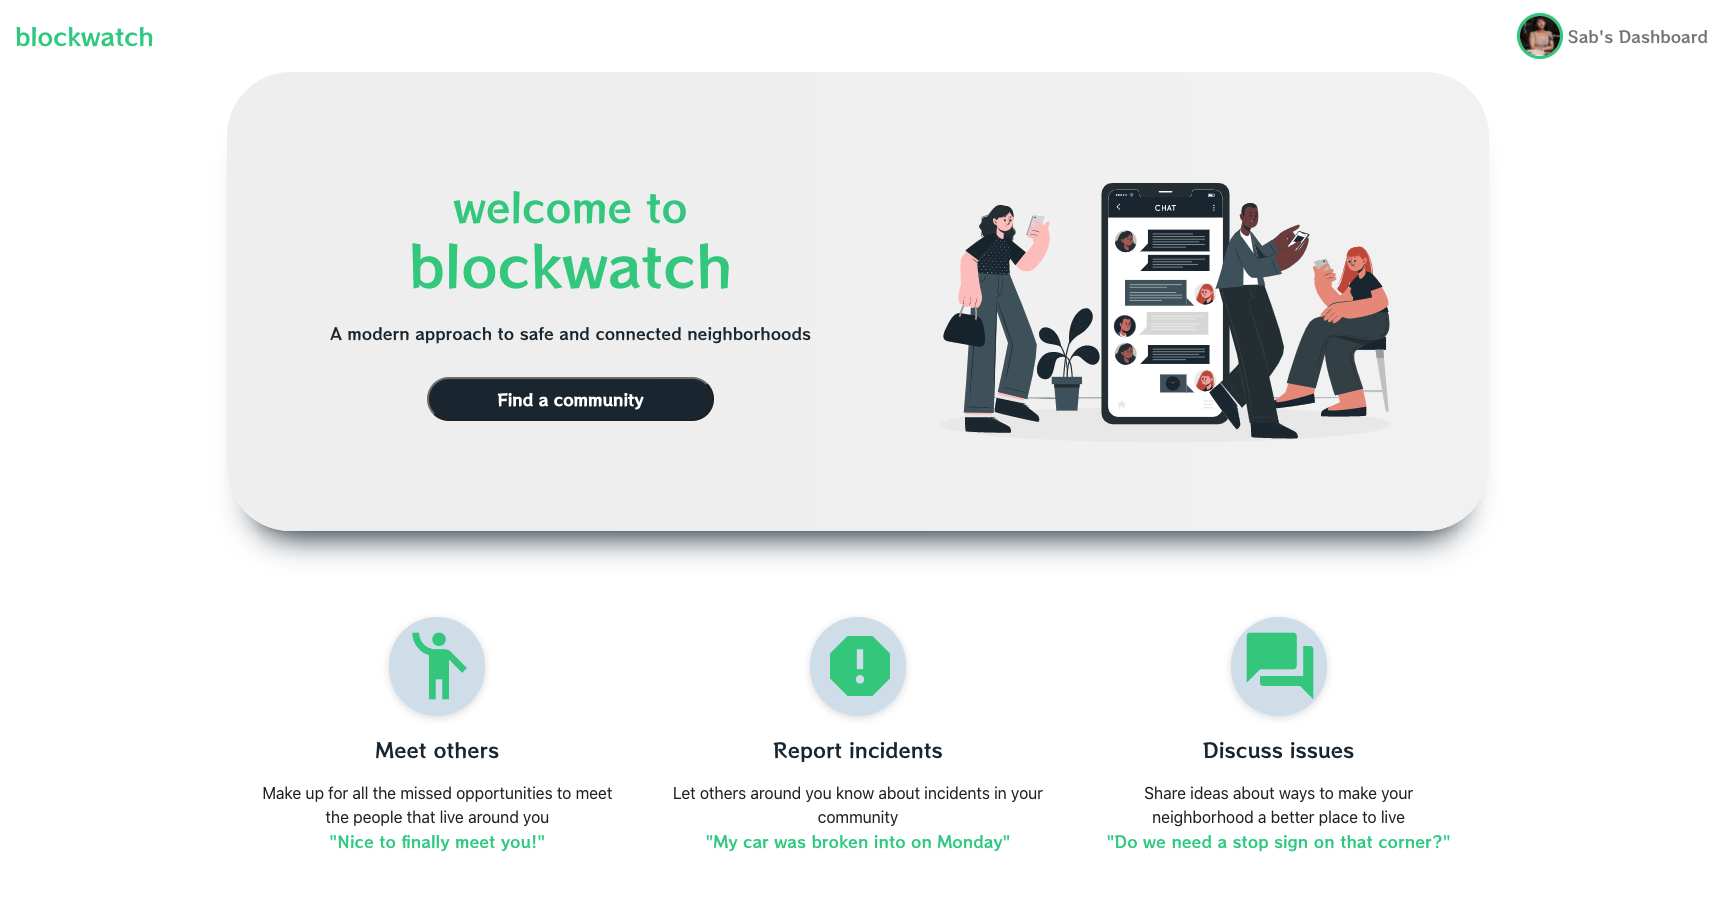 blockwatch
Sab's Dashboard
welcome to
blockwatch
A modern approach to safe and connected neighborhoods
Find a community
CHAT
Meet others
Make up for all the missed opportunities to meet
the people that live around you
"Nice to finally meet you!"
Report incidents
Let others around you know about incidents in your
community
"My car was broken into on Monday"
Discuss issues
Share ideas about ways to make your
neighborhood a better place to live
"Do we need a stop sign on that corner?"